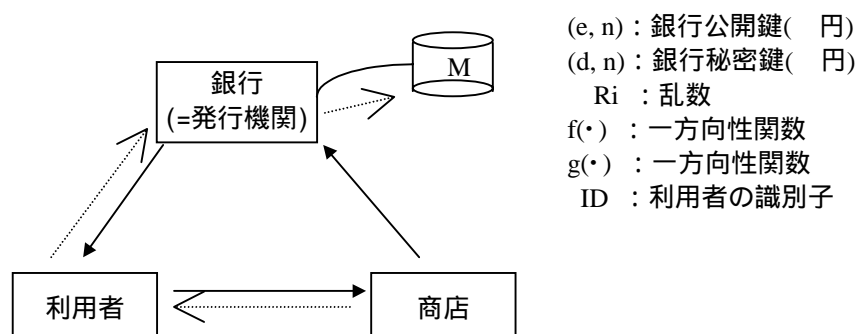 銀行
(=発行機関)
M
利用者
商店
(e, n)：銀行公開鍵(　円)
(d, n)：銀行秘密鍵(　円)
Ri ：乱数
f(・) ：一方向性関数
g(・) ：一方向性関数
ID ：利用者の識別子